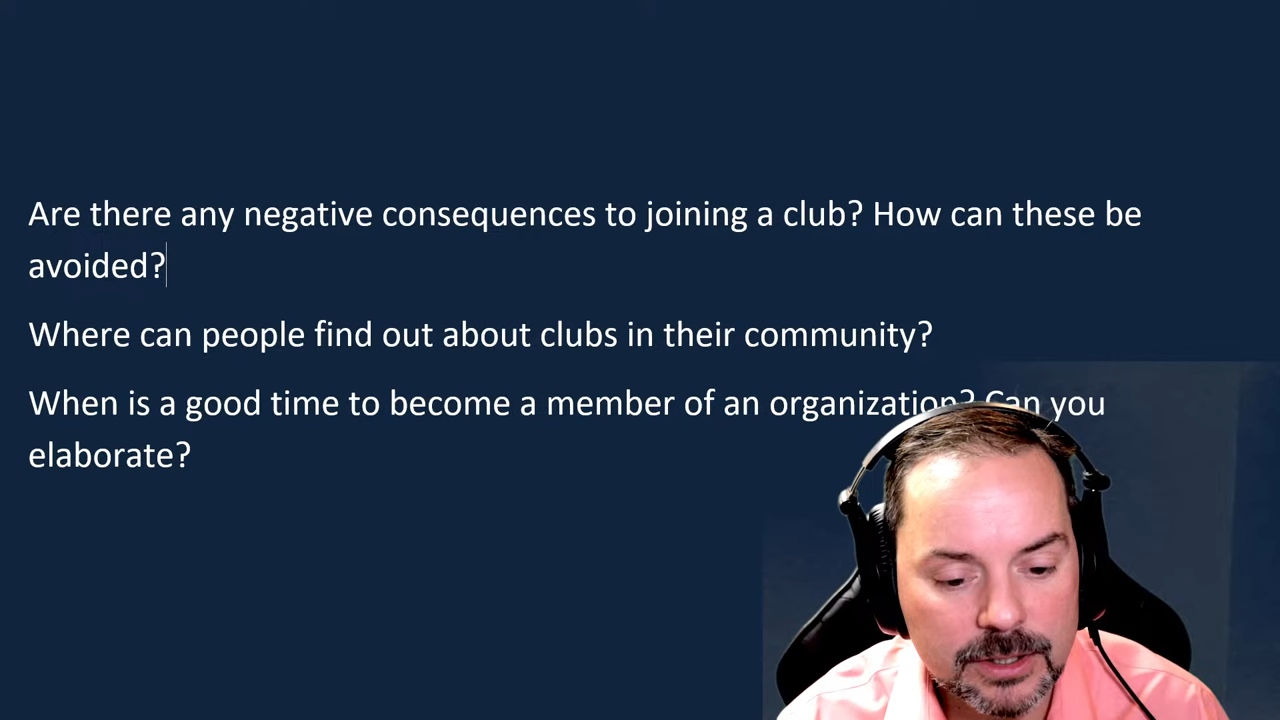 Are there any negative consequences to joining a club? How can these be
avoided?
Where can people find out about clubs in their community?
When is a good time to become a member of an organization? Can you
elaborate?